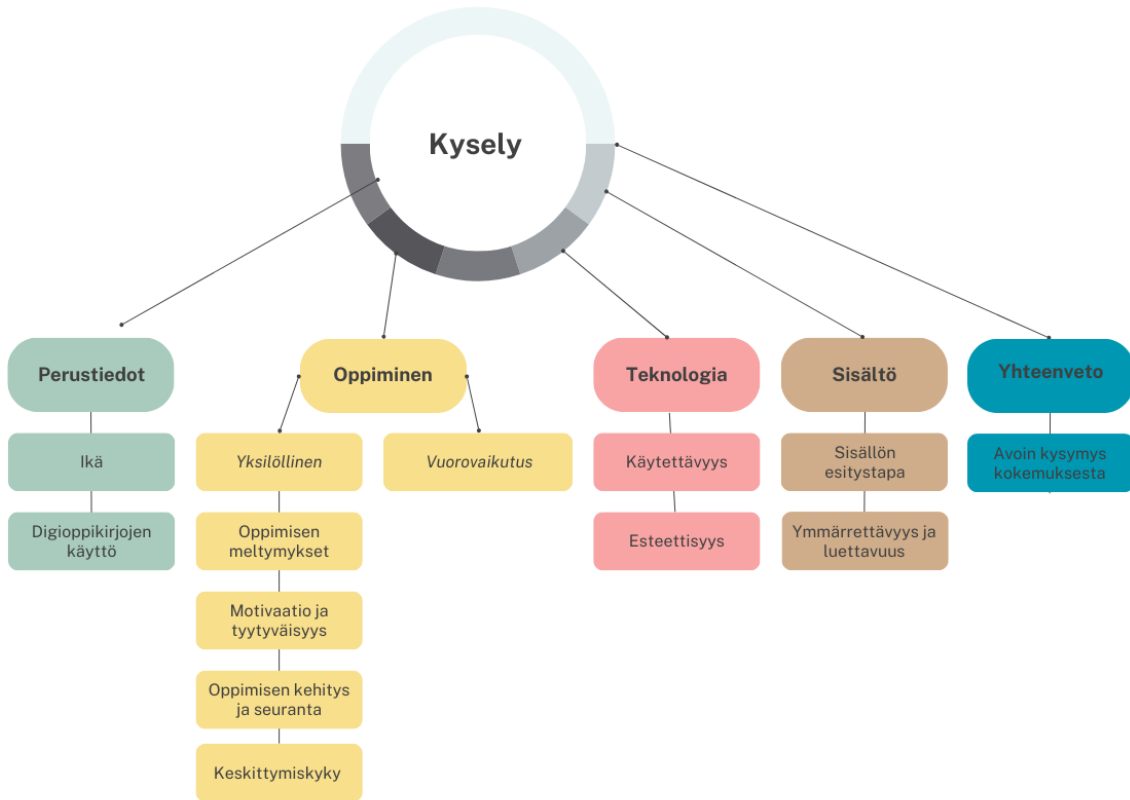 Kysely
Perustiedot
Ikä
Digioppikirjojen
käyttö
Oppiminen
Yksilöllinen
Oppimisen
meltymykset
Motivaatio ja
tyytyväisyys
Oppimisen kehitys
ja seuranta
Keskittymiskyky
Vuorovaikutus
Teknologia
Käytettävyys
Esteettisyys
Sisältö
Sisällön
esitystapa
Ymmärrettävyys ja
luettavuus
Yhteenveto
Avoin kysymys
kokemuksesta